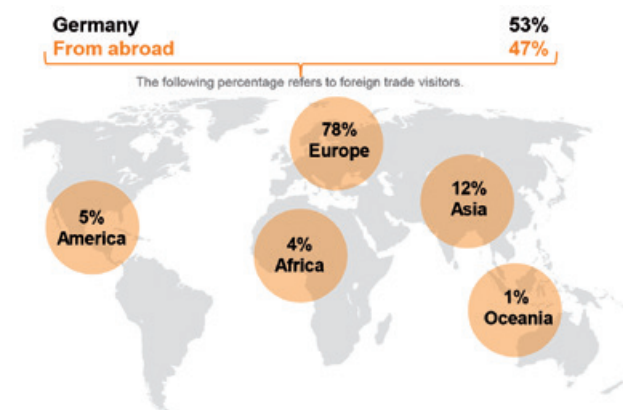 Germany 53%
From abroad 47%
The following percentage refers to foreign trade visitors.
78%
Europe
12%
Asia
5%
America
4%
Africa
1%
Oceania